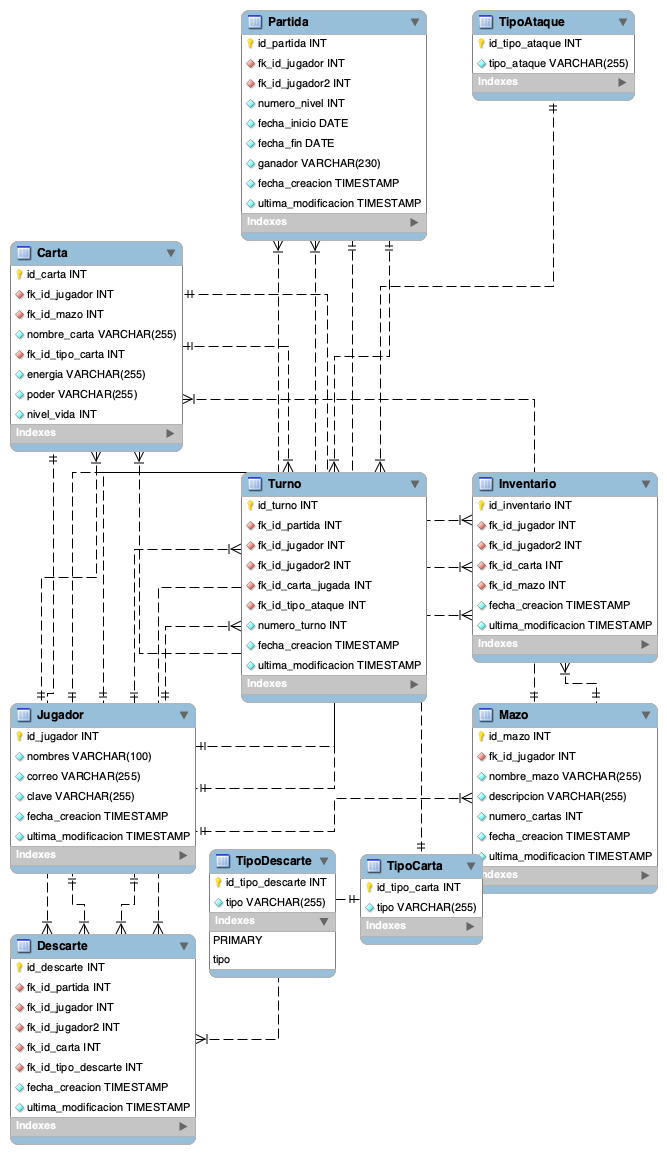 Partida
id_partida INT
fk_id_jugador INT
fk_id_jugador2 INT
numero_nivel INT
fecha_inicio DATE
fecha_fin DATE
ganador VARCHAR(230)
fecha_creacion TIMESTAMP
ultima_modificacion TIMESTAMP
Indexes
TipoAtaque
id_tipo_ataque INT
tipo_ataque VARCHAR(255)
Indexes
Carta
id_carta INT
fk_id_jugador INT
fk_id_mazo INT
nombre_carta VARCHAR(255)
fk_id_tipo_carta INT
energia VARCHAR(255)
poder VARCHAR(255)
nivel_vida INT
Indexes
Turno
id_turno INT
fk_id_partida INT
fk_id_jugador INT
fk_id_jugador2 INT
fk_id_carta_jugada INT
fk_id_tipo_ataque INT
numero_turno INT
fecha_creacion TIMESTAMP
ultima_modificacion TIMESTAMP
Indexes
Inventario
id_inventario INT
fk_id_jugador INT
fk_id_jugador2 INT
fk_id_carta INT
fk_id_mazo INT
fecha_creacion TIMESTAMP
ultima_modificacion TIMESTAMP
Indexes
Jugador
id_jugador INT
nombres VARCHAR(100)
correo VARCHAR(255)
clave VARCHAR(255)
fecha_creacion TIMESTAMP
ultima_modificacion TIMESTAMP
Indexes
Mazo
id_mazo INT
fk_id_jugador INT
nombre_mazo VARCHAR(255)
descripcion VARCHAR(255)
numero_cartas INT
fecha_creacion TIMESTAMP
ultima_modificacion TIMESTAMP
Indexes
TipoDescarte
id_tipo_descarte INT
tipo VARCHAR(255)
Indexes
PRIMARY
tipo
TipoCarta
id_tipo_carta INT
tipo VARCHAR(255)
Indexes
Descarte
id_descarte INT
fk_id_partida INT
fk_id_jugador INT
fk_id_jugador2 INT
fk_id_carta INT
fk_id_tipo_descarte INT
fecha_creacion TIMESTAMP
ultima_modificacion TIMESTAMP
Indexes